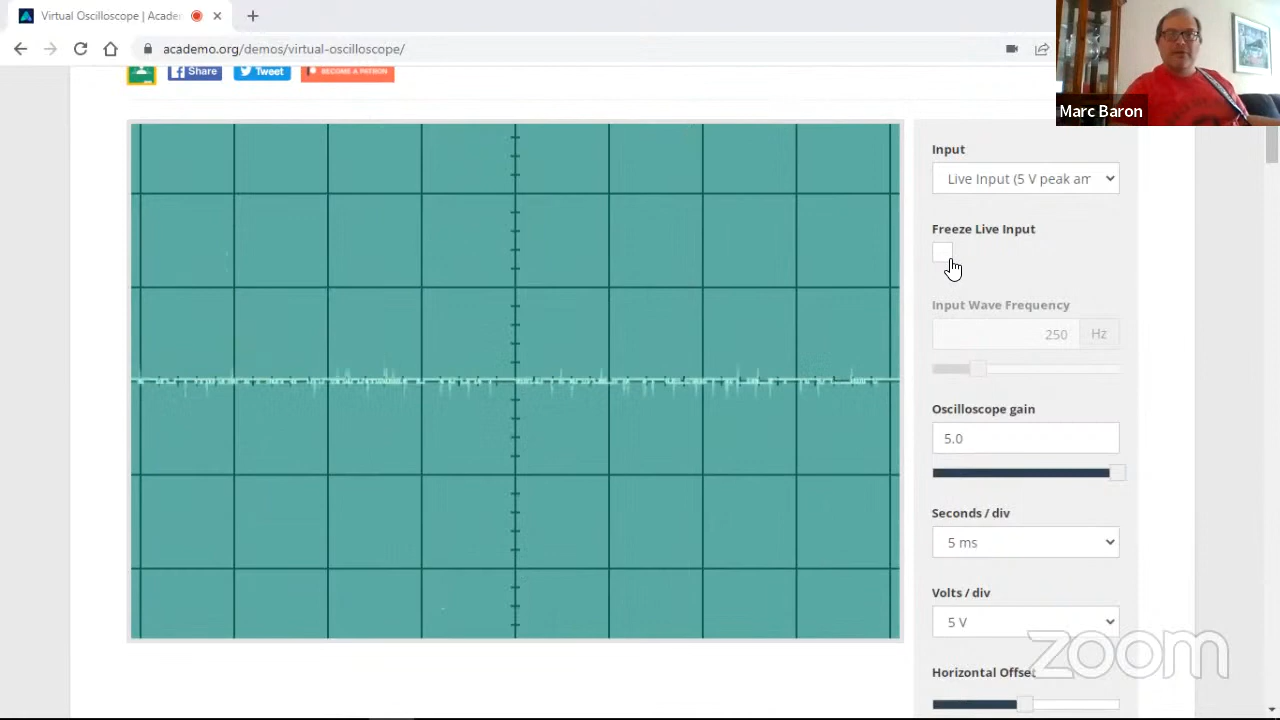 Virtual Oscilloscope | Acade
academo.org/demos/virtual-oscilloscope/
Share
Tweet
BECOME A PATRON
Marc Baron
Input
Live Input (5 V peak am
Freeze Live Input
Input Wave Frequency
250 Hz
Oscilloscope gain
5.0
Seconds / div
5 ms
Volts / div
5 V
Horizontal Offset
zoom